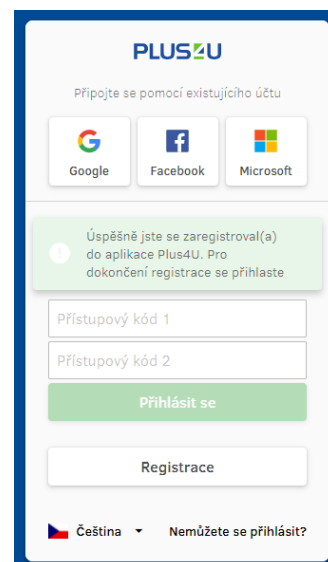 PLUS4U
Připojte se pomocí existujícího účtu
Google Facebook Microsoft
Úspěšně jste se zaregistroval(a)
do aplikace Plus4U. Pro
dokončení registrace se přihlaste
Přístupový kód 1
Přístupový kód 2
Přihlásit se
Registrace
Čeština Nemůžete se přihlásit?